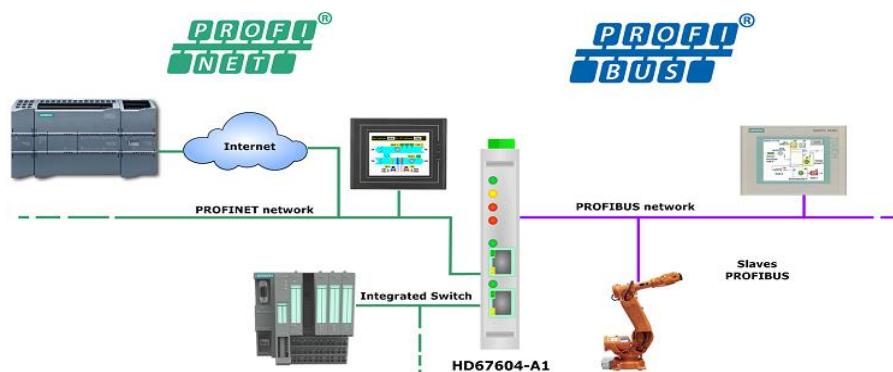 PROFI®
NET
PROFI®
BUS
Internet
PROFINET network
PROFIBUS network
Slaves
PROFIBUS
Integrated Switch
HD67604-A1